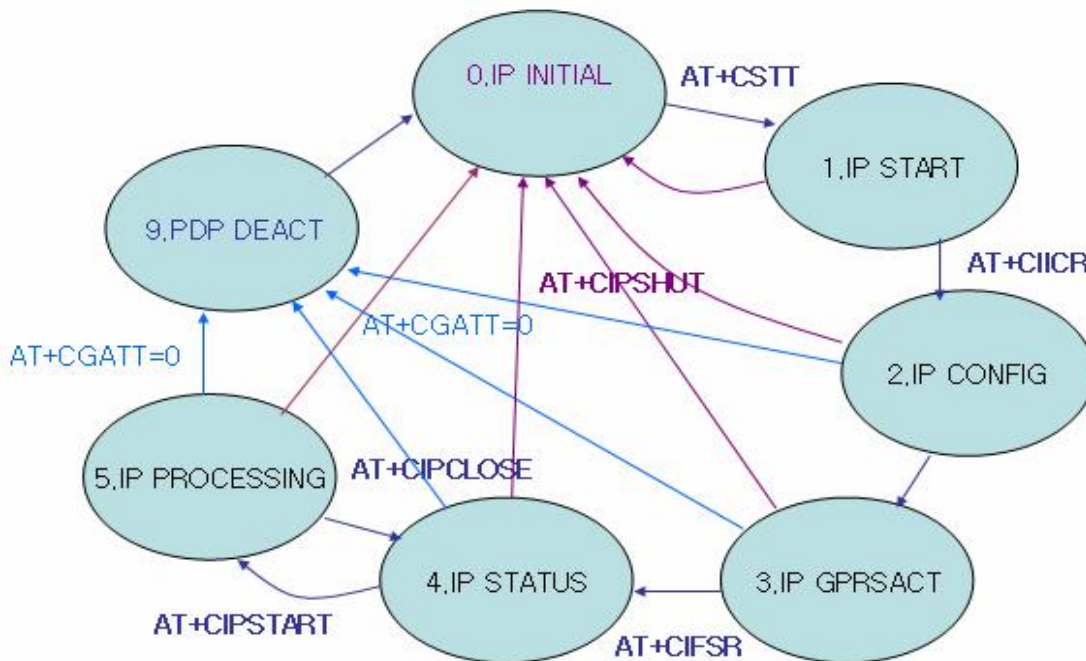 0,IP INITIAL
AT+CSTT
1,IP START
9,PDP DEACT
AT+CIICR
AT+CIPSHUT
AT+CGATT=0
AT+CGATT=0
2,IP CONFIG
5,IP PROCESSING
AT+CIPCLOSE
4,IP STATUS
3,IP GPRSACT
AT+CIPSTART
AT+CIFSR